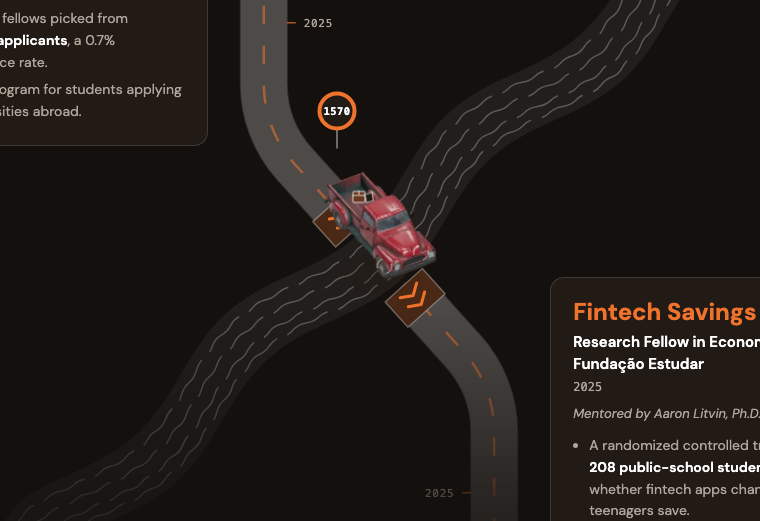 fellows picked from
applicants, a 0.7%
ce rate.
ogram for students applying
sities abroad.
2025
1570
Fintech Savings
Research Fellow in Econo
Fundação Estudar
2025
Mentored by Aaron Litvin, Ph.D.
A randomized controlled tr
208 public-school studen
whether fintech apps chan
teenagers save.
2025